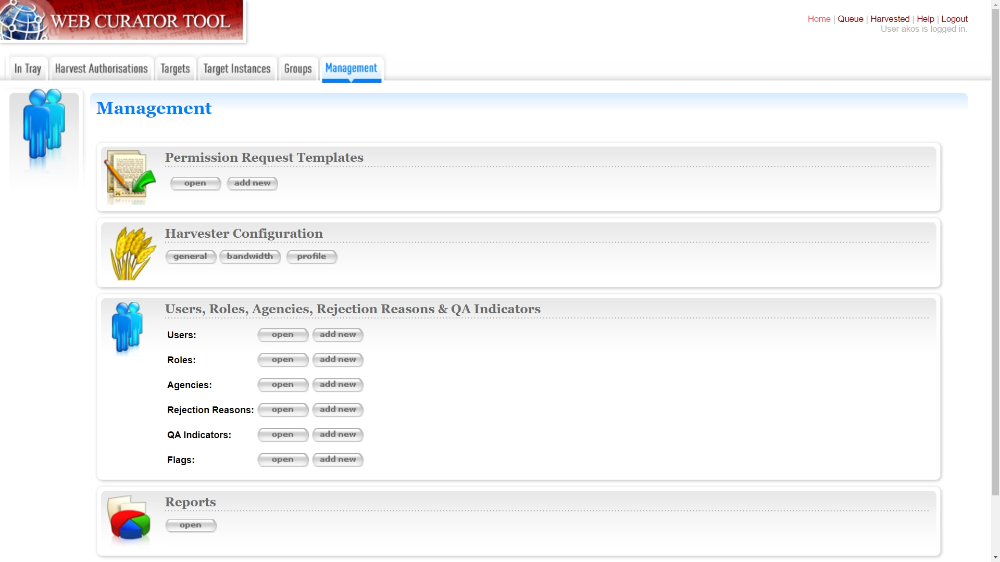 WEB CURATOR TOOL
Home | Queue | Harvested | Help | Logout
User akos is logged in.
In Tray
Harvest Authorisations
Targets
Target Instances
Groups
Management
Management
Permission Request Templates
open
add new
Harvester Configuration
general
bandwidth
profile
Users, Roles, Agencies, Rejection Reasons & QA Indicators
Users: open add new
Roles: open add new
Agencies: open add new
Rejection Reasons: open add new
QA Indicators: open add new
Flags: open add new
Reports
open